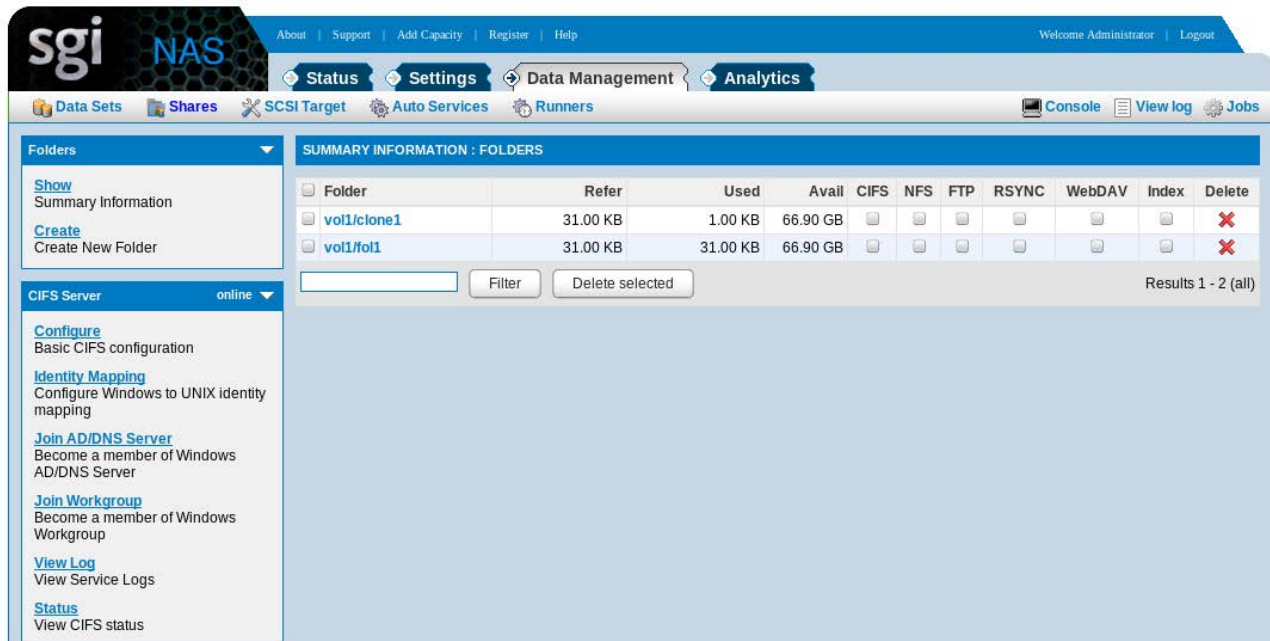 sgi NAS
About | Support | Add Capacity | Register | Help
Welcome Administrator | Logout
Status Settings Data Management Analytics
Data Sets Shares SCSI Target Auto Services Runners Console View log Jobs
Folders
Show
Summary Information
Create
Create New Folder
CIFS Server online
Configure
Basic CIFS configuration
Identity Mapping
Configure Windows to UNIX identity
mapping
Join AD/DNS Server
Become a member of Windows
AD/DNS Server
Join Workgroup
Become a member of Windows
Workgroup
View Log
View Service Logs
Status
View CIFS status
SUMMARY INFORMATION : FOLDERS
Folder Refer Used Avail CIFS NFS FTP RSYNC WebDAV Index Delete
vol1/clone1 31.00 KB 1.00 KB 66.90 GB
vol1/fol1 31.00 KB 31.00 KB 66.90 GB
Filter Delete selected Results 1 - 2 (all)